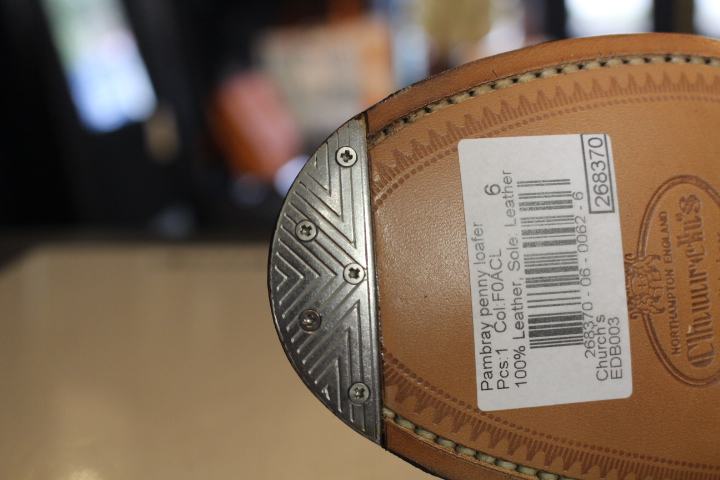 Pambray penny loafer
Pcs:1 Col:F0ACL 6
100% Leather, Sole: Leather
268370 - 06 - 0062 - 6
268370
Church's
EDB003
Church's
NORTHAMPTON ENGLAND